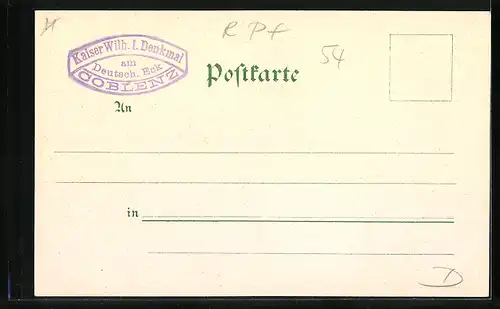 R Pf
54
Kaiser Wilh. I. Denkmal
am
Deutsch. Eck
COBLENZ
Postkarte
An
in